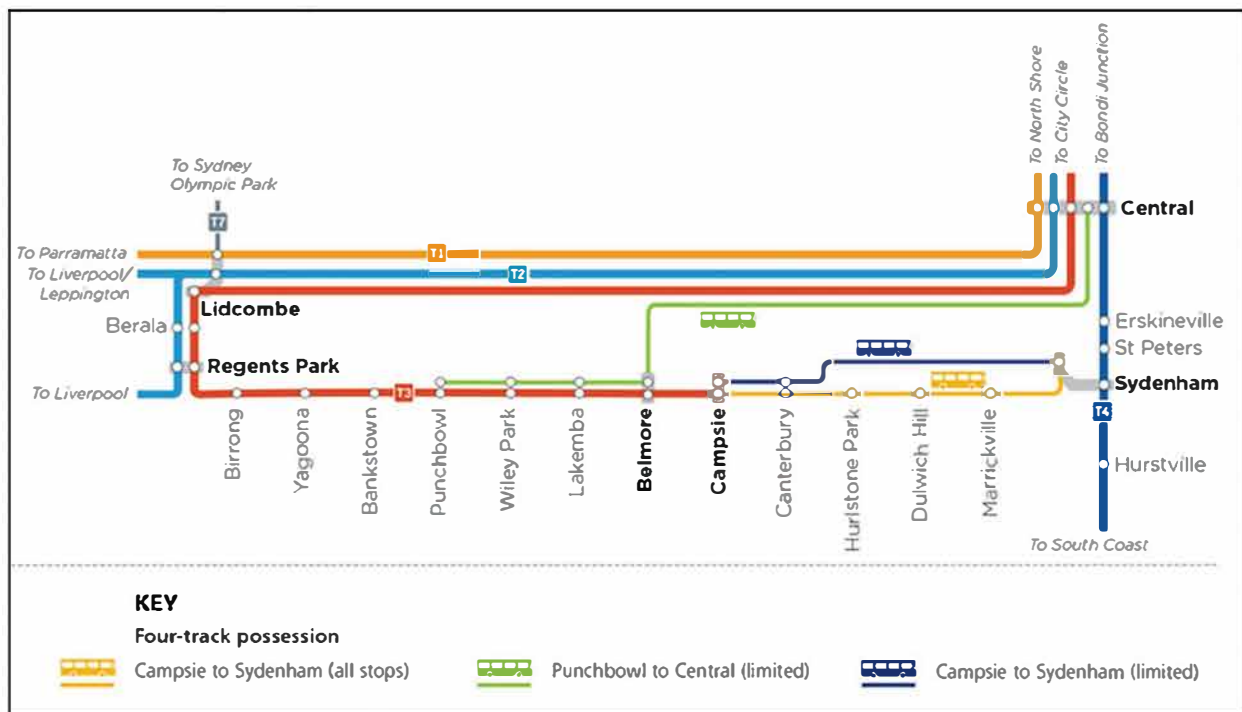 To North Shore
To City Circle
To Bondi Junction
To Sydney
Olympic Park
T7
Central
To Parramatta
T1
To Liverpool/
Leppington
T2
Lidcombe
Berala
Erskineville
St Peters
Regents Park
Sydenham
To Liverpool
T3
T4
Birrong
Yagoona
Bankstown
Punchbowl
Wiley Park
Lakemba
Belmore
Campsie
Canterbury
Hurlstone Park
Dulwich Hill
Marrickville
Hurstville
To South Coast
KEY
Four-track possession
Campsie to Sydenham (all stops)
Punchbowl to Central (limited)
Campsie to Sydenham (limited)